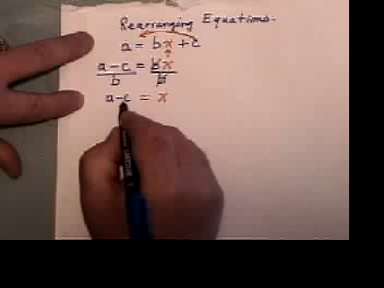 Rearranging Equations.
a = bx + c
a - c = bx
b b
a - c = x